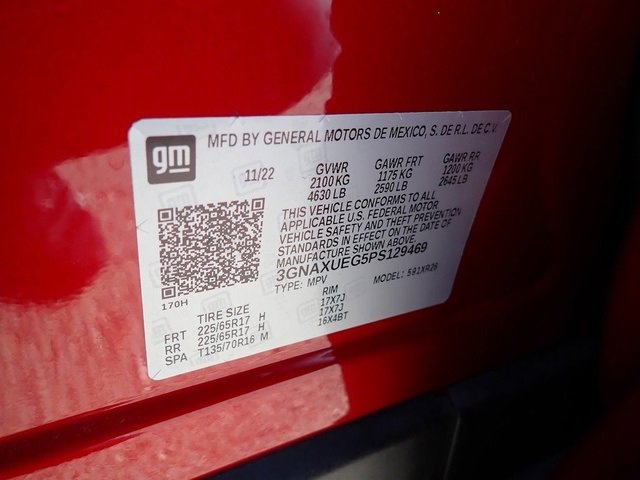 gm
MFD BY GENERAL MOTORS DE MEXICO, S. DE R.L. DE C.V.
11/22 GVWR GAWR FRT GAWR RR
2100 KG 1175 KG 1200 KG
4630 LB 2590 LB 2645 LB
THIS VEHICLE CONFORMS TO ALL
APPLICABLE U.S. FEDERAL MOTOR
VEHICLE SAFETY AND THEFT PREVENTION
STANDARDS IN EFFECT ON THE DATE OF
MANUFACTURE SHOWN ABOVE.
3GNAXUEG5PS129469
TYPE: MPV MODEL: 591XR26
170H
TIRE SIZE RIM
FRT 225/65R17 H 17X7J
RR 225/65R17 H 17X7J
SPA T135/70R16 M 16X4BT